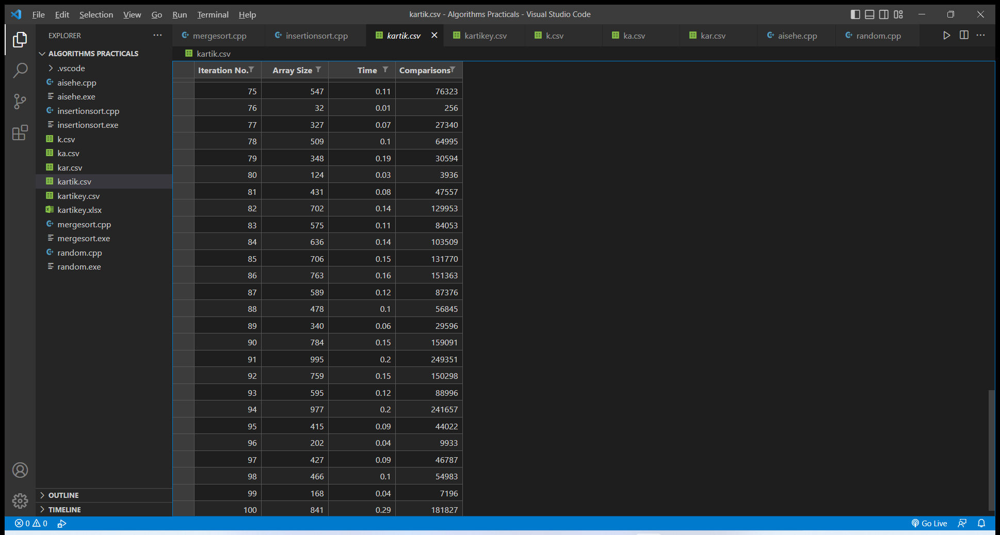 File Edit Selection View Go Run Terminal Help
kartik.csv - Algorithms Practicals - Visual Studio Code
EXPLORER
mergesort.cpp insertionsort.cpp kartik.csv kartikey.csv k.csv ka.csv kar.csv aisehe.cpp random.cpp
ALGORITHMS PRACTICALS
.vscode
aisehe.cpp
aisehe.exe
insertionsort.cpp
insertionsort.exe
k.csv
ka.csv
kar.csv
kartik.csv
kartikey.csv
kartikey.xlsx
mergesort.cpp
mergesort.exe
random.cpp
random.exe
OUTLINE
TIMELINE
kartik.csv
Iteration No. Array Size Time Comparisons
75 547 0.11 76323
76 32 0.01 256
77 327 0.07 27340
78 509 0.1 64995
79 348 0.19 30594
80 124 0.03 3936
81 431 0.08 47557
82 702 0.14 129953
83 575 0.11 84053
84 636 0.14 103509
85 706 0.15 131770
86 763 0.16 151363
87 589 0.12 87376
88 478 0.1 56845
89 340 0.06 29596
90 784 0.15 159091
91 995 0.2 249351
92 759 0.15 150298
93 595 0.12 88996
94 977 0.2 241657
95 415 0.09 44022
96 202 0.04 9933
97 427 0.09 46787
98 466 0.1 54983
99 168 0.04 7196
100 841 0.29 181827
0 0
Go Live